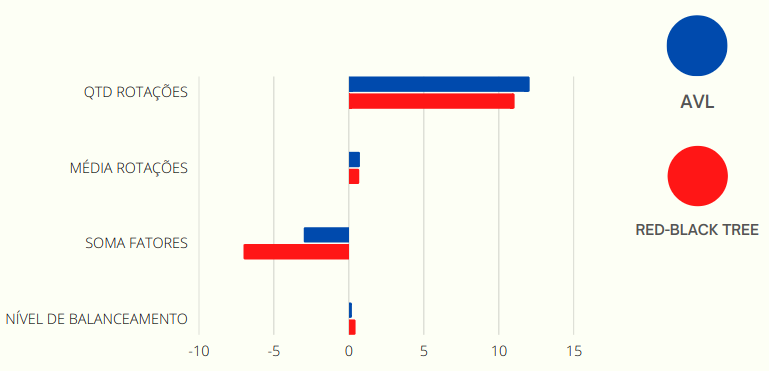 QTD ROTAÇÕES
MÉDIA ROTAÇÕES
SOMA FATORES
NÍVEL DE BALANCEAMENTO
-10 -5 0 5 10 15
AVL
RED-BLACK TREE